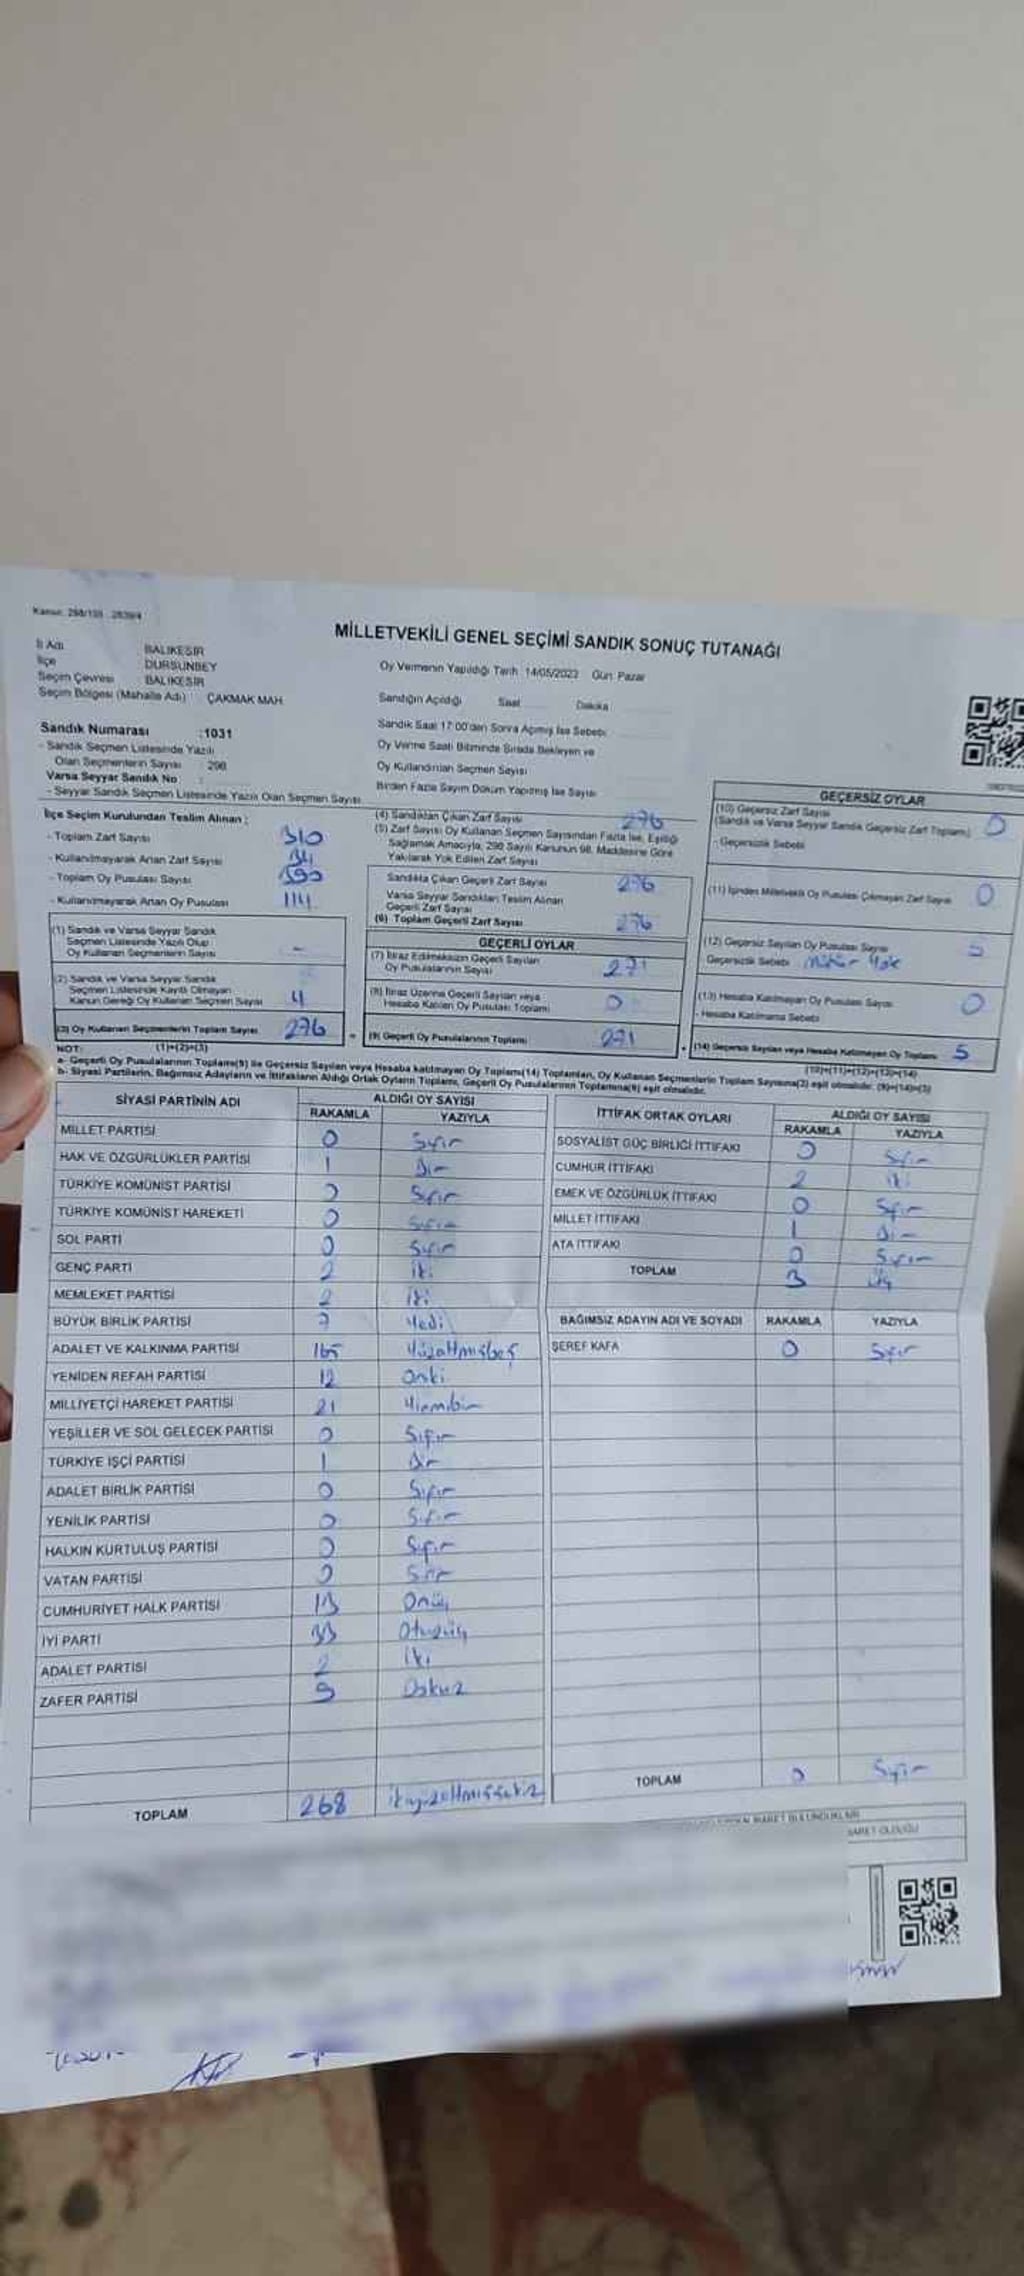 Kanun: 298/105 - 2839/4
MİLLETVEKİLİ GENEL SEÇİMİ SANDIK SONUÇ TUTANAĞI
İl Adı BALIKESİR
İlçe DURSUNBEY
Seçim Çevresi BALIKESİR
Seçim Bölgesi (Mahalle Adı) : ÇAKMAK MAH
Oy Vermenin Yapıldığı Tarih 14/05/2023 Gün: Pazar
Sandığın Açıldığı Saat Dakika
Sandık Saat 17:00'den Sonra Açılmış İse Sebebi
Oy Verme Saati Bitiminde Sırada Bekleyen ve
Oy Kullandırılan Seçmen Sayısı
Birden Fazla Sayım Döküm Yapılmış İse Sayısı
Sandık Numarası :1031
- Sandık Seçmen Listesinde Yazılı
Olan Seçmenlerin Sayısı : 298
Varsa Seyyar Sandık No :
- Seyyar Sandık Seçmen Listesinde Yazılı Olan Seçmen Sayısı
İlçe Seçim Kurulundan Teslim Alınan :
- Toplam Zarf Sayısı 310
- Kullanılmayarak Artan Zarf Sayısı 34
- Toplam Oy Pusulası Sayısı
- Kullanılmayarak Artan Oy Pusulası 114
(1) Sandık ve Varsa Seyyar Sandık
Seçmen Listesinde Yazılı Olup
Oy Kullanan Seçmenlerin Sayısı -
(2) Sandık ve Varsa Seyyar Sandık
Seçmen Listesinde Kayıtlı Olmayan
Kanun Gereği Oy Kullanan Seçmen Sayısı 4
(3) Oy Kullanan Seçmenlerin Toplam Sayısı 276
(1)+(2)=(3)
(4) Sandıktan Çıkan Zarf Sayısı 276
(5) Zarf Sayısı Oy Kullanan Seçmen Sayısından Fazla İse, Eşitliği
Sağlamak Amacıyla, 298 Sayılı Kanunun 98. Maddesine Göre
Yakılarak Yok Edilen Zarf Sayısı
Sandıkta Çıkan Geçerli Zarf Sayısı 276
Varsa Seyyar Sandıktan Teslim Alınan
Geçerli Zarf Sayısı
(6) Toplam Geçerli Zarf Sayısı 276
GEÇERLİ OYLAR
(7) İtiraz Edilmeksizin Geçerli Sayılan
Oy Pusulalarının Sayısı 271
(8) İtiraz Üzerine Geçerli Sayılan veya
Hesaba Katılan Oy Pusulası Toplamı 0
(9) Geçerli Oy Pusulalarının Toplamı 271
GEÇERSİZ OYLAR
(10) Geçersiz Zarf Sayısı
(Sandık ve Varsa Seyyar Sandık Geçersiz Zarf Toplamı) 0
- Geçersizlik Sebebi
(11) İçinden Milletvekili Oy Pusulası Çıkmayan Zarf Sayısı 0
(12) Geçersiz Sayılan Oy Pusulası Sayısı 5
Geçersizlik Sebebi Mühür Yok
(13) Hesaba Katılmayan Oy Pusulası Sayısı 0
- Hesaba Katılmama Sebebi
(14) Geçersiz Sayılan veya Hesaba Katılmayan Oy Toplamı 5
(10)+(11)+(12)+(13)=(14)
NOT:
a- Geçerli Oy Pusulalarının Toplamı(9) ile Geçersiz Sayılan veya Hesaba katılmayan Oy Toplamı(14) Toplamları, Oy Kullanan Seçmenlerin Toplam Sayısına(3) eşit olmalıdır. (9)+(14)=(3)
b- Siyasi Partilerin, Bağımsız Adayların ve İttifakların Aldığı Ortak Oyların Toplamı, Geçerli Oy Pusulalarının Toplamına(9) eşit olmalıdır.
SİYASİ PARTİNİN ADI ALDIĞI OY SAYISI
RAKAMLA YAZIYLA
MİLLET PARTİSİ 0 Sıfır
HAK VE ÖZGÜRLÜKLER PARTİSİ 1 Bir
TÜRKİYE KOMÜNİST PARTİSİ 0 Sıfır
TÜRKİYE KOMÜNİST HAREKETİ 0 Sıfır
SOL PARTİ 0 Sıfır
GENÇ PARTİ 2 İki
MEMLEKET PARTİSİ 2 İki
BÜYÜK BİRLİK PARTİSİ 7 Yedi
ADALET VE KALKINMA PARTİSİ 165 Yüzaltmışbeş
YENİDEN REFAH PARTİSİ 12 Oniki
MİLLİYETÇİ HAREKET PARTİSİ 21 Yirmibir
YEŞİLLER VE SOL GELECEK PARTİSİ 0 Sıfır
TÜRKİYE İŞÇİ PARTİSİ 1 Bir
ADALET BİRLİK PARTİSİ 0 Sıfır
YENİLİK PARTİSİ 0 Sıfır
HALKIN KURTULUŞ PARTİSİ 0 Sıfır
VATAN PARTİSİ 0 Sıfır
CUMHURİYET HALK PARTİSİ 13 Onüç
İYİ PARTİ 33 Otuzüç
ADALET PARTİSİ 2 İki
ZAFER PARTİSİ 9 Dokuz
TOPLAM 268 ikiyüzaltmışsekiz
İTTİFAK ORTAK OYLARI ALDIĞI OY SAYISI
RAKAMLA YAZIYLA
SOSYALİST GÜÇ BİRLİĞİ İTTİFAKI 0 Sıfır
CUMHUR İTTİFAKI 2 İki
EMEK VE ÖZGÜRLÜK İTTİFAKI 0 Sıfır
MİLLET İTTİFAKI 1 Bir
ATA İTTİFAKI 0 Sıfır
TOPLAM 3 Üç
BAĞIMSIZ ADAYIN ADI VE SOYADI RAKAMLA YAZIYLA
ŞEREF KAFA 0 Sıfır
TOPLAM 0 Sıfır